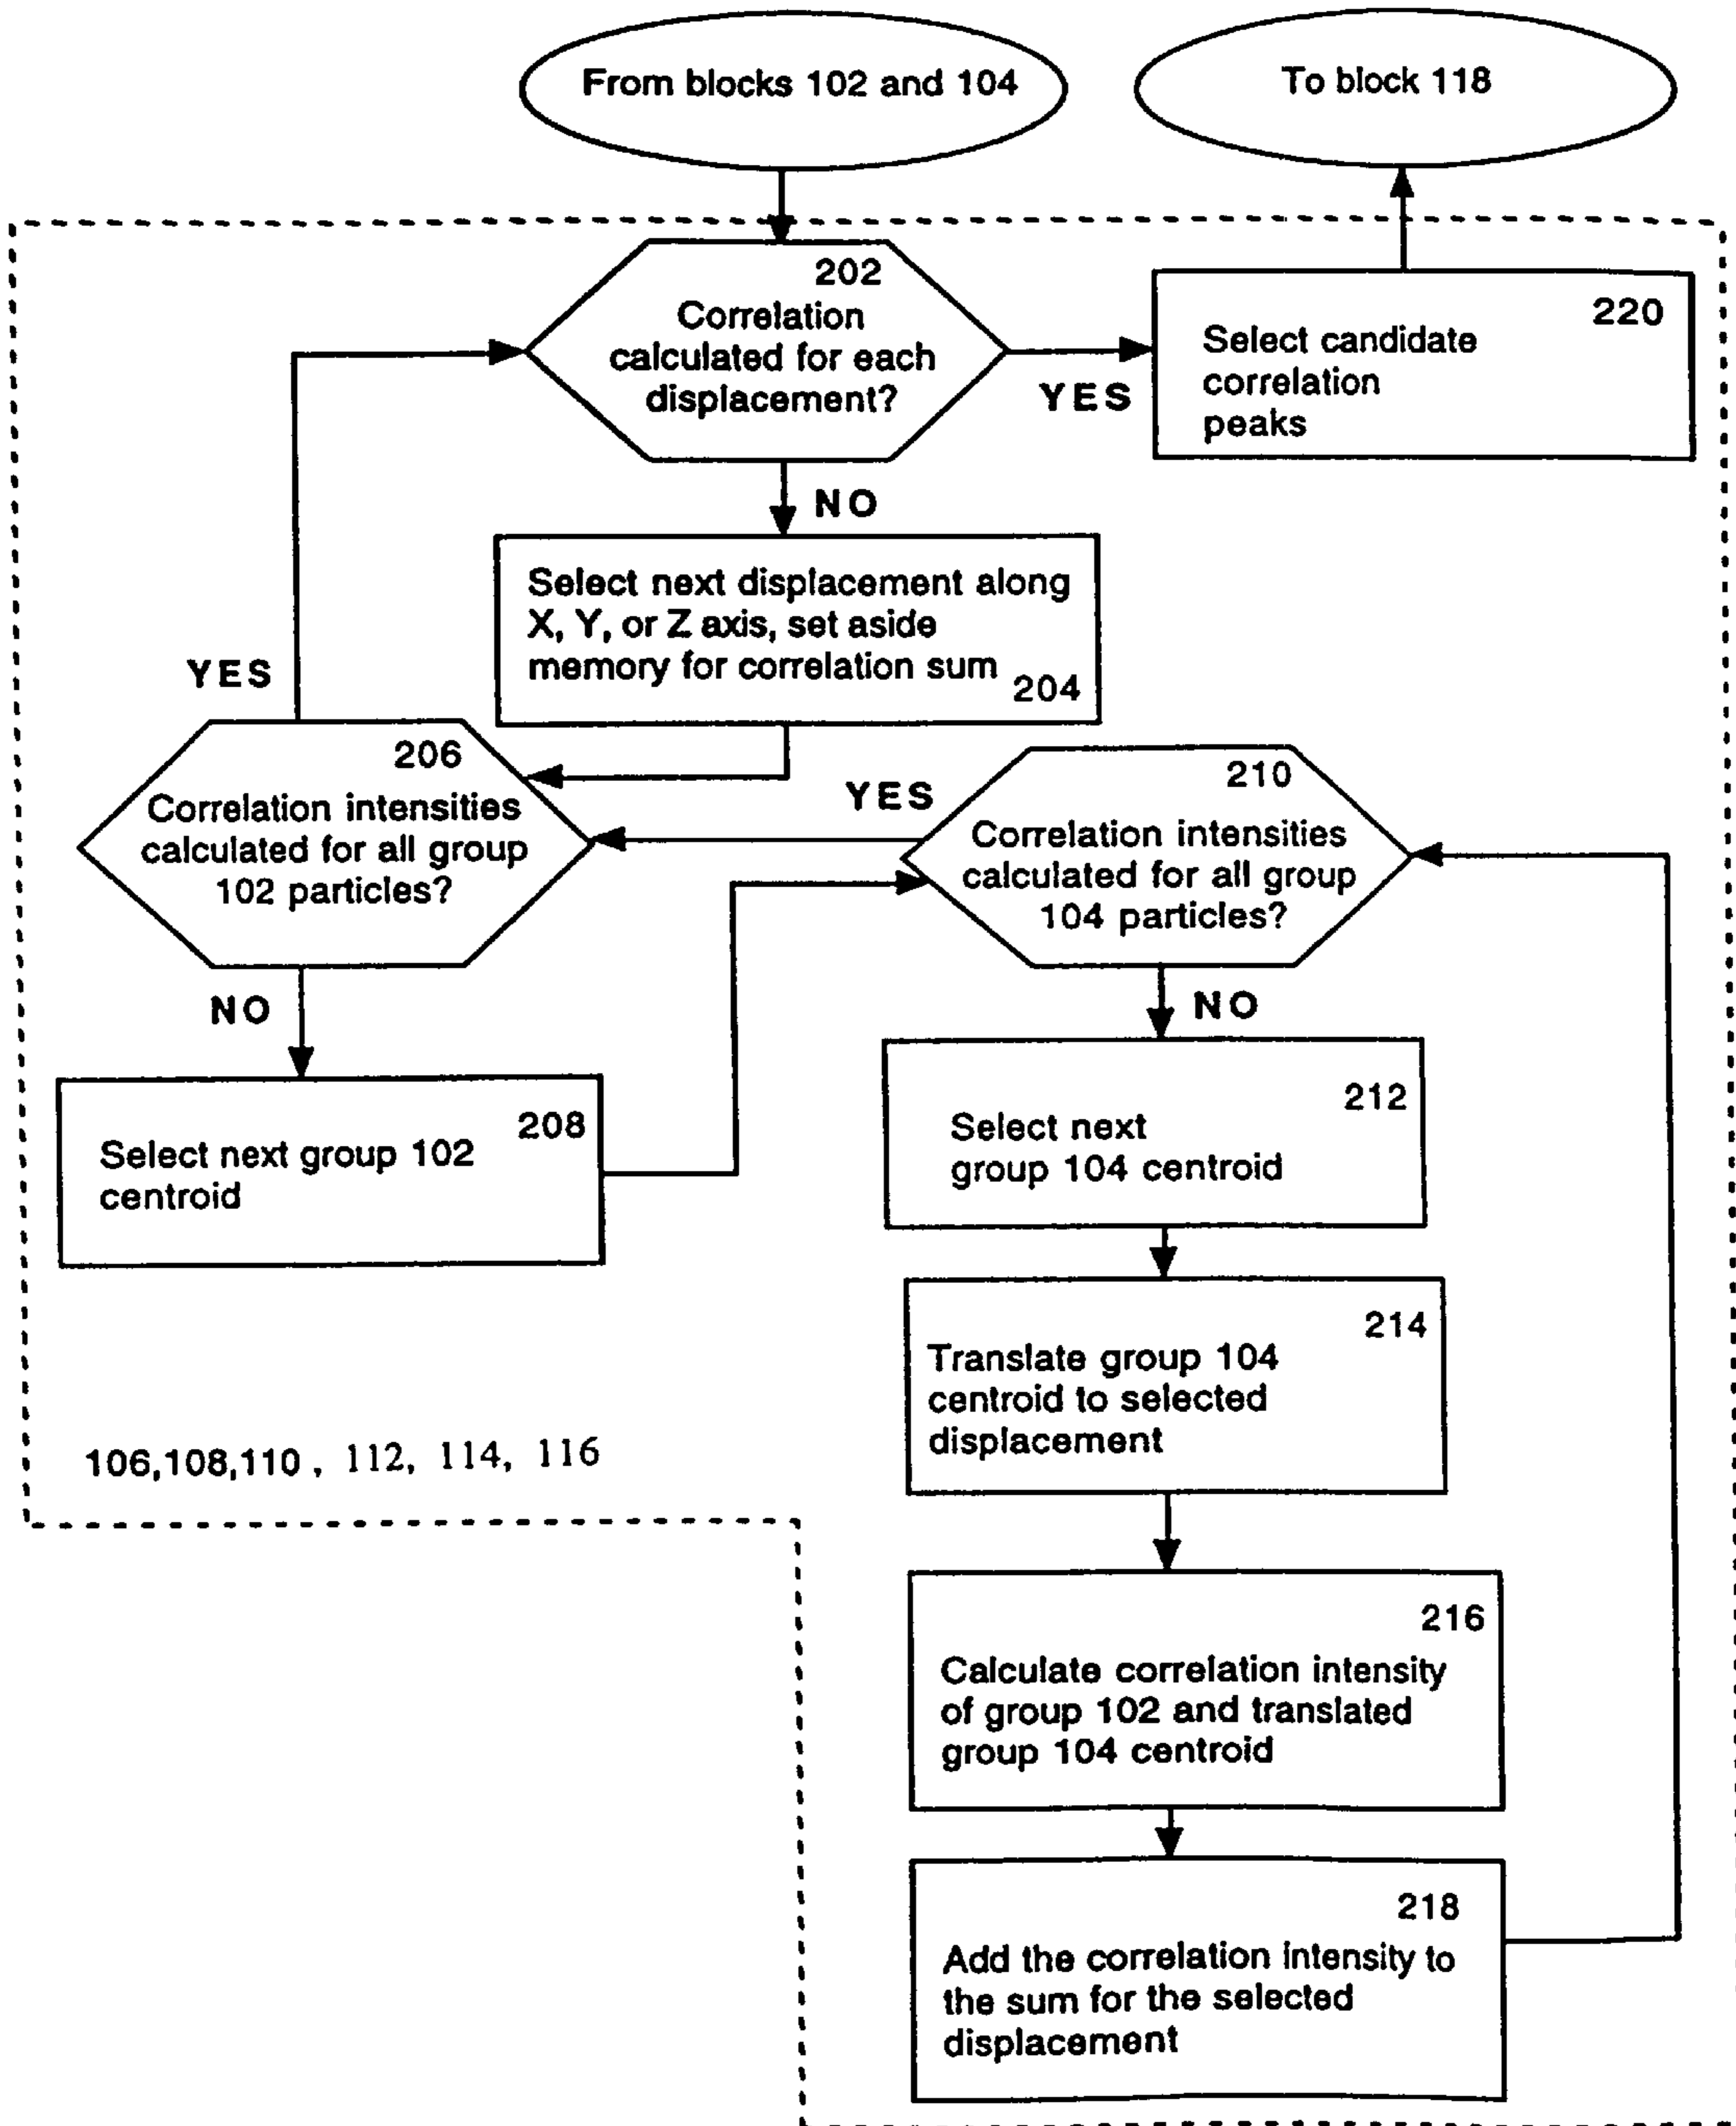 From blocks 102 and 104
To block 118
202
Correlation
calculated for each
displacement?
YES
220
Select candidate
correlation
peaks
NO
Select next displacement along
X, Y, or Z axis, set aside
memory for correlation sum
204
YES
206
Correlation intensities
calculated for all group
102 particles?
YES
210
Correlation intensities
calculated for all group
104 particles?
NO
NO
208
Select next group 102
centroid
212
Select next
group 104 centroid
214
Translate group 104
centroid to selected
displacement
106,108,110 , 112, 114, 116
216
Calculate correlation intensity
of group 102 and translated
group 104 centroid
218
Add the correlation intensity to
the sum for the selected
displacement